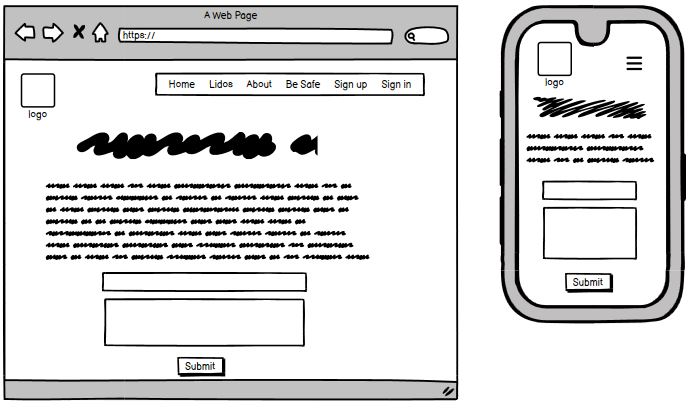 A Web Page
https://
Home Lidos About Be Safe Sign up Sign in
logo
Submit
logo
Submit